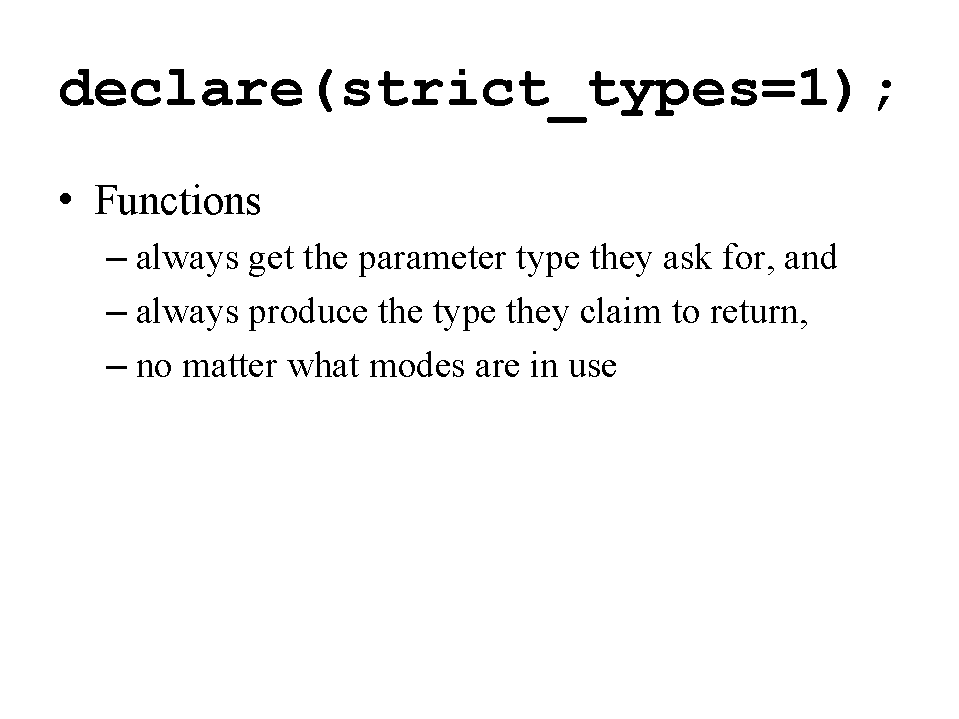 declare(strict_types=1);
• Functions
– always get the parameter type they ask for, and
– always produce the type they claim to return,
– no matter what modes are in use